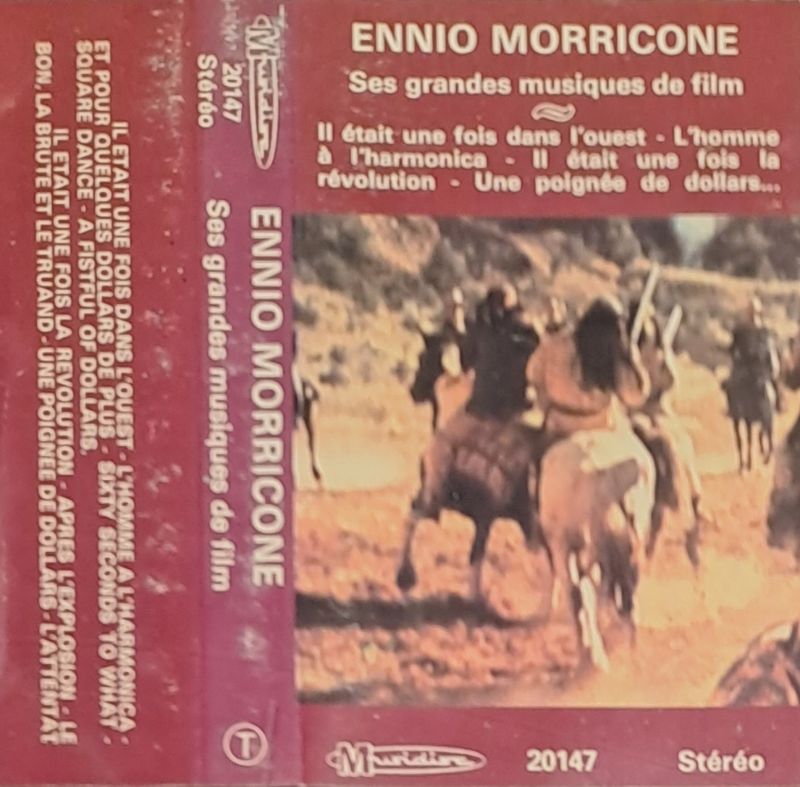 ENNIO MORRICONE
Ses grandes musiques de film
Il était une fois dans l'ouest - L'homme
à l'harmonica - Il était une fois la
révolution - Une poignée de dollars...
Musidisc
20147
Stéréo
Musidisc
20147
Stéréo
ENNIO MORRICONE
Ses grandes musiques de film
T
IL ETAIT UNE FOIS DANS L'OUEST - L'HOMME A L'HARMONICA -
ET POUR QUELQUES DOLLARS DE PLUS - SIXTY SECONDS TO WHAT -
SQUARE DANCE - A FISTFUL OF DOLLARS.
IL ETAIT UNE FOIS LA REVOLUTION - APRES L'EXPLOSION - LE
BON, LA BRUTE ET LE TRUAND - UNE POIGNEE DE DOLLARS - L'ATTENTAT